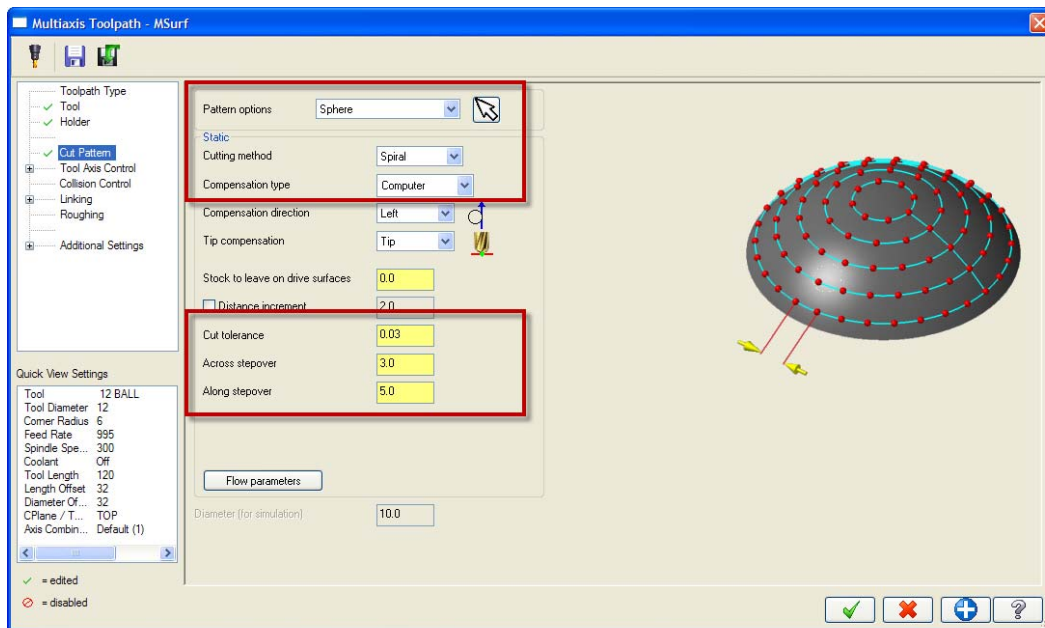 Multiaxis Toolpath - MSurf
Toolpath Type
Tool
Holder
Cut Pattern
Tool Axis Control
Collision Control
Linking
Roughing
Additional Settings
Pattern options Sphere
Static
Cutting method Spiral
Compensation type Computer
Compensation direction Left
Tip compensation Tip
Stock to leave on drive surfaces 0.0
Distance increment 2.0
Cut tolerance 0.03
Across stepover 3.0
Along stepover 5.0
Flow parameters
Diameter (for simulation) 10.0
Quick View Settings
Tool 12 BALL
Tool Diameter 12
Corner Radius 6
Feed Rate 995
Spindle Spe... 300
Coolant Off
Tool Length 120
Length Offset 32
Diameter Of... 32
CPlane / T... TOP
Axis Combin... Default (1)
= edited
= disabled